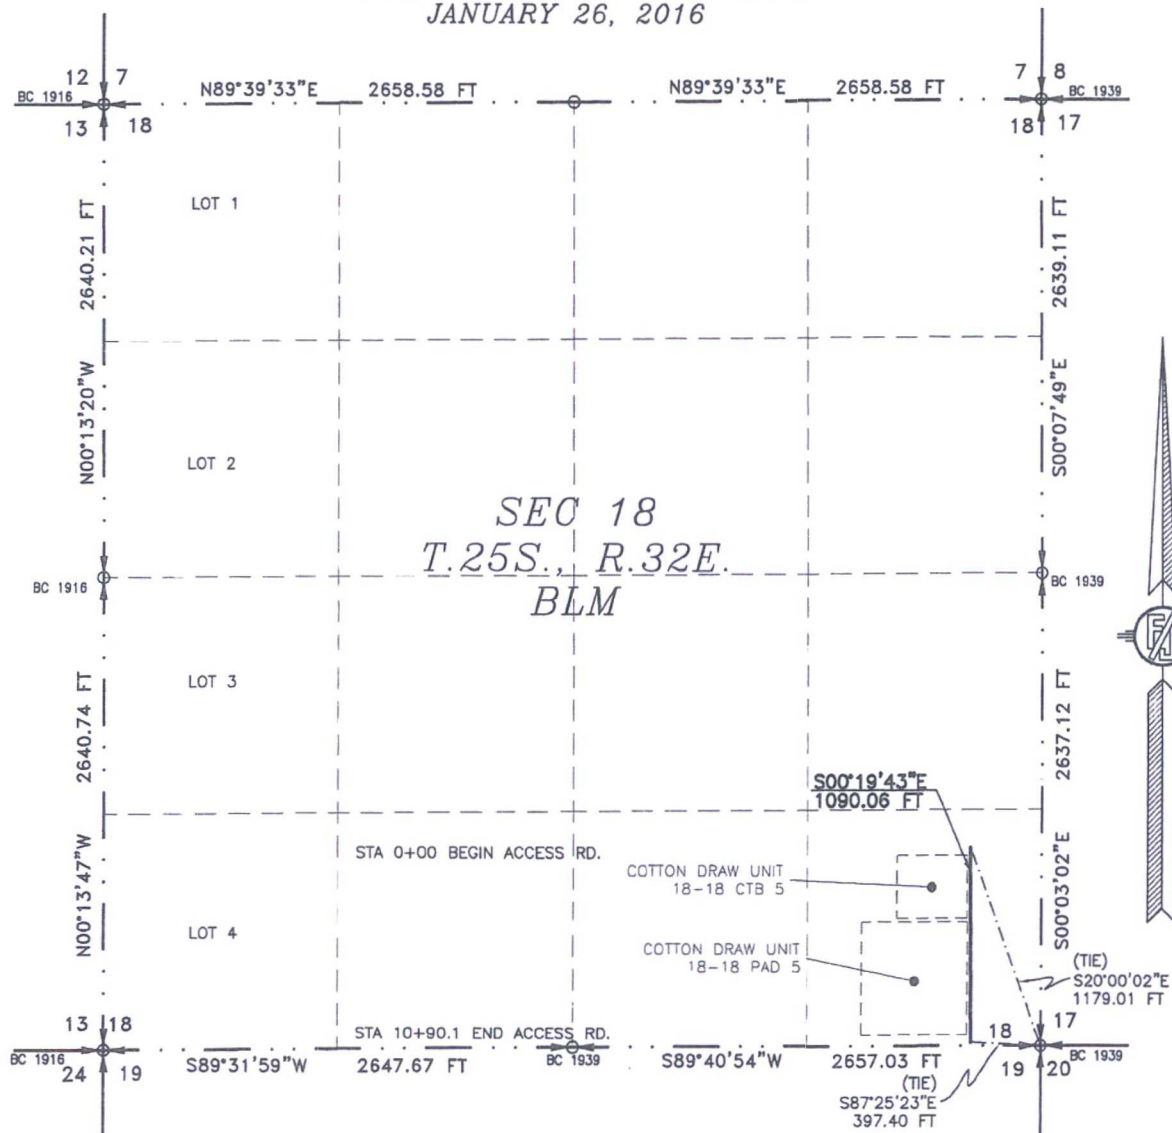 JANUARY 26, 2016
12 7
7 8
BC 1916
N89°39'33"E 2658.58 FT
N89°39'33"E 2658.58 FT
BC 1939
13 18
18 17
LOT 1
2640.21 FT
2639.11 FT
N00°13'20"W
S00°07'49"E
LOT 2
SEC 18
T.25S., R.32E.
BLM
BC 1916
BC 1939
LOT 3
2640.74 FT
2637.12 FT
S00°19'43"E
1090.06 FT
N00°13'47"W
S00°03'02"E
STA 0+00 BEGIN ACCESS RD.
COTTON DRAW UNIT
18-18 CTB 5
LOT 4
COTTON DRAW UNIT
18-18 PAD 5
(TIE)
S20°00'02"E
1179.01 FT
13 18
STA 10+90.1 END ACCESS RD.
18 17
BC 1916
S89°31'59"W 2647.67 FT
BC 1939
S89°40'54"W 2657.03 FT
BC 1939
24 19
19 20
(TIE)
S87°25'23"E
397.40 FT